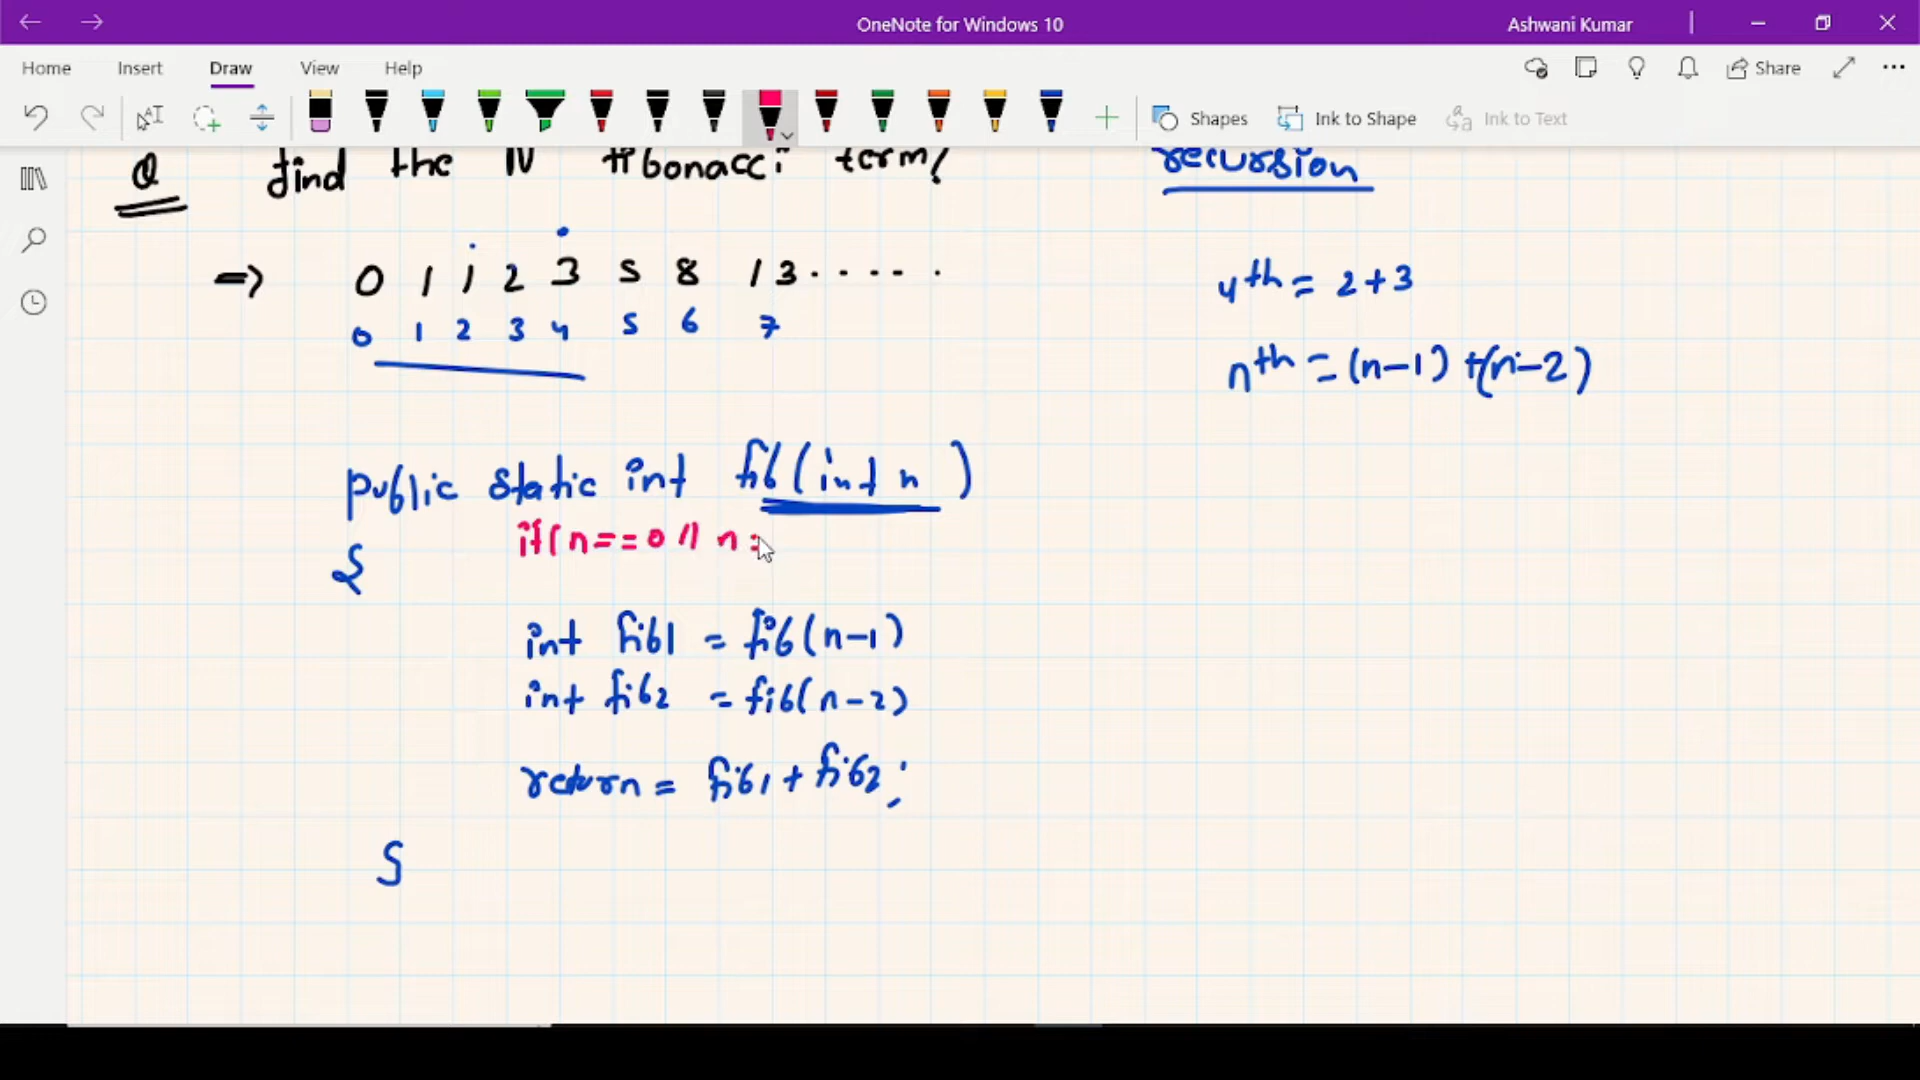 OneNote for Windows 10
Ashwani Kumar
Home Insert Draw View Help
Share
Shapes Ink to Shape Ink to Text
Q find the N fibonacci term?
recursion
=> 0 1 1 2 3 5 8 13.....
0 1 2 3 4 5 6 7
4th = 2+3
nth = (n-1) +(n-2)
public static int fib(int n )
{
if(n==0 || n =
int fib1 = fib(n-1)
int fib2 = fib(n-2)
return = fib1+fib2;
}